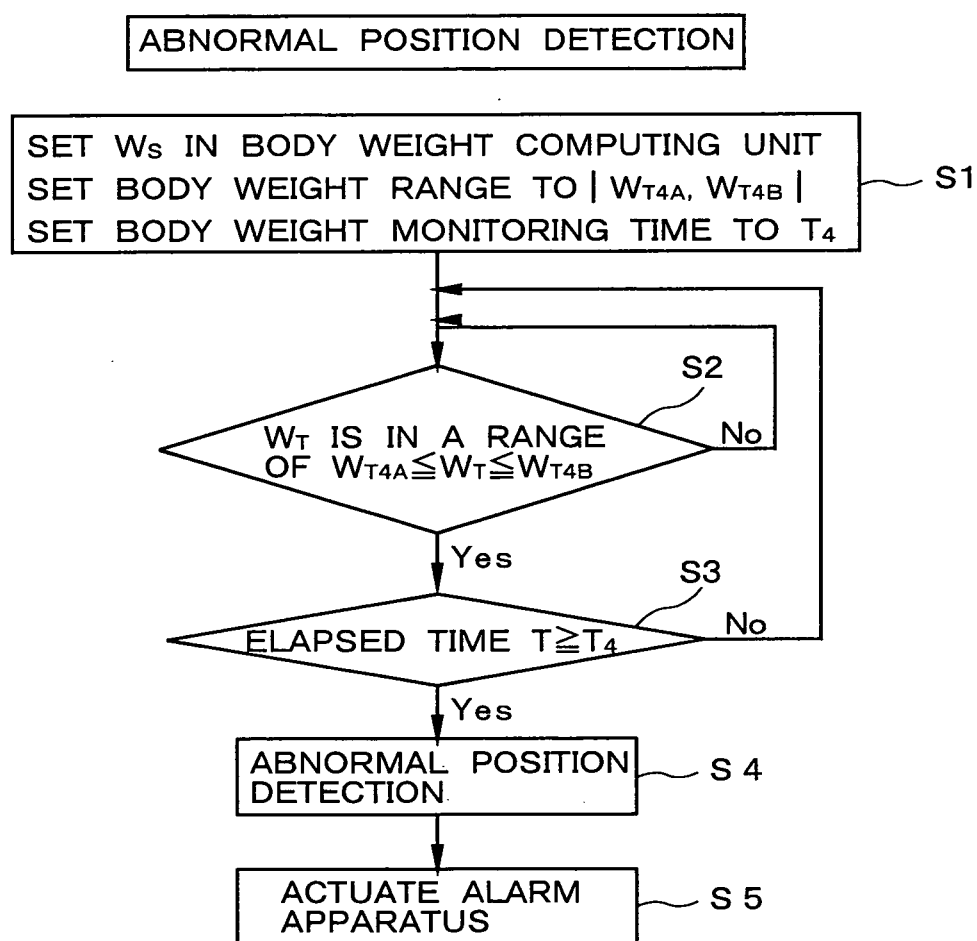 ABNORMAL POSITION DETECTION
SET WS IN BODY WEIGHT COMPUTING UNIT
SET BODY WEIGHT RANGE TO | WT4A, WT4B |
SET BODY WEIGHT MONITORING TIME TO T4
S1
S2
WT IS IN A RANGE
OF WT4A≦WT≦WT4B
No
Yes
S3
ELAPSED TIME T≧T4
No
Yes
ABNORMAL POSITION
DETECTION
S 4
ACTUATE ALARM
APPARATUS
S 5